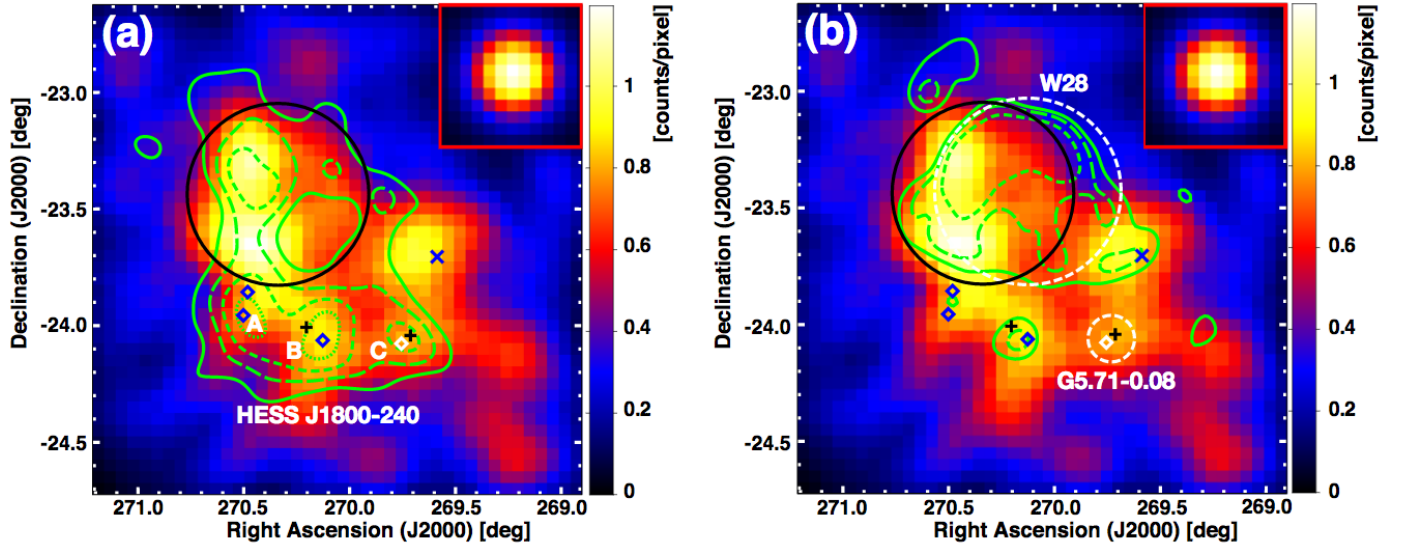 (a)
-23.0
-23.5
-24.0
-24.5
Declination (J2000) [deg]
271.0 270.5 270.0 269.5 269.0
Right Ascension (J2000) [deg]
A
B
C
HESS J1800-240
1
0.8
0.6
0.4
0.2
0
[counts/pixel]
(b)
W28
-23.0
-23.5
-24.0
-24.5
Declination (J2000) [deg]
271.0 270.5 270.0 269.5 269.0
Right Ascension (J2000) [deg]
G5.71-0.08
1
0.8
0.6
0.4
0.2
0
[counts/pixel]